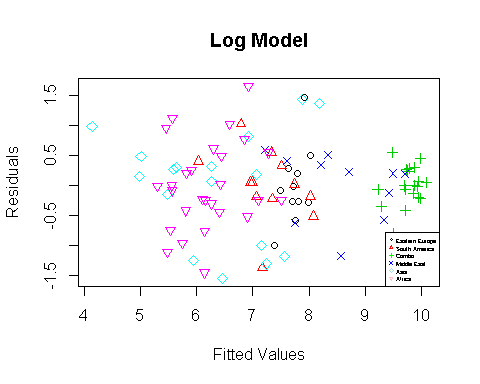 Log Model
Residuals
1.5
0.5
-0.5
-1.5
4
5
6
7
8
9
10
Fitted Values
Eastern Europe
South America
Combo
Middle East
Asia
Africa